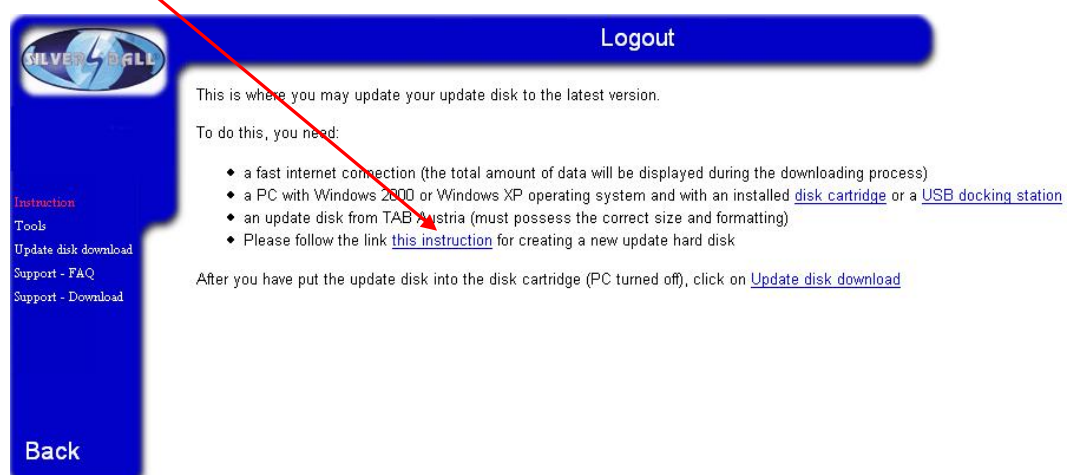 SILVER BALL
Logout
This is where you may update your update disk to the latest version.
To do this, you need:
a fast internet connection (the total amount of data will be displayed during the downloading process)
a PC with Windows 2000 or Windows XP operating system and with an installed disk cartridge or a USB docking station
an update disk from TAB Austria (must possess the correct size and formatting)
Please follow the link this instruction for creating a new update hard disk
After you have put the update disk into the disk cartridge (PC turned off), click on Update disk download
Instruction
Tools
Update disk download
Support - FAQ
Support - Download
Back